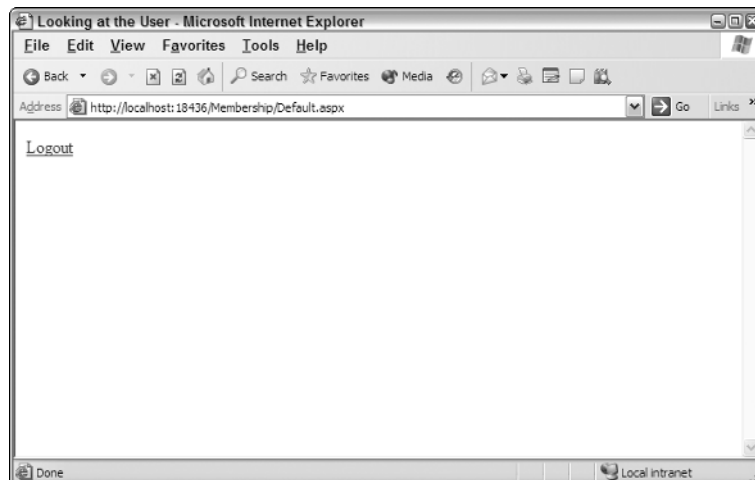 Looking at the User - Microsoft Internet Explorer
File Edit View Favorites Tools Help
Back Search Favorites Media
Address http://localhost:18436/Membership/Default.aspx Go Links »
Logout
Done Local intranet